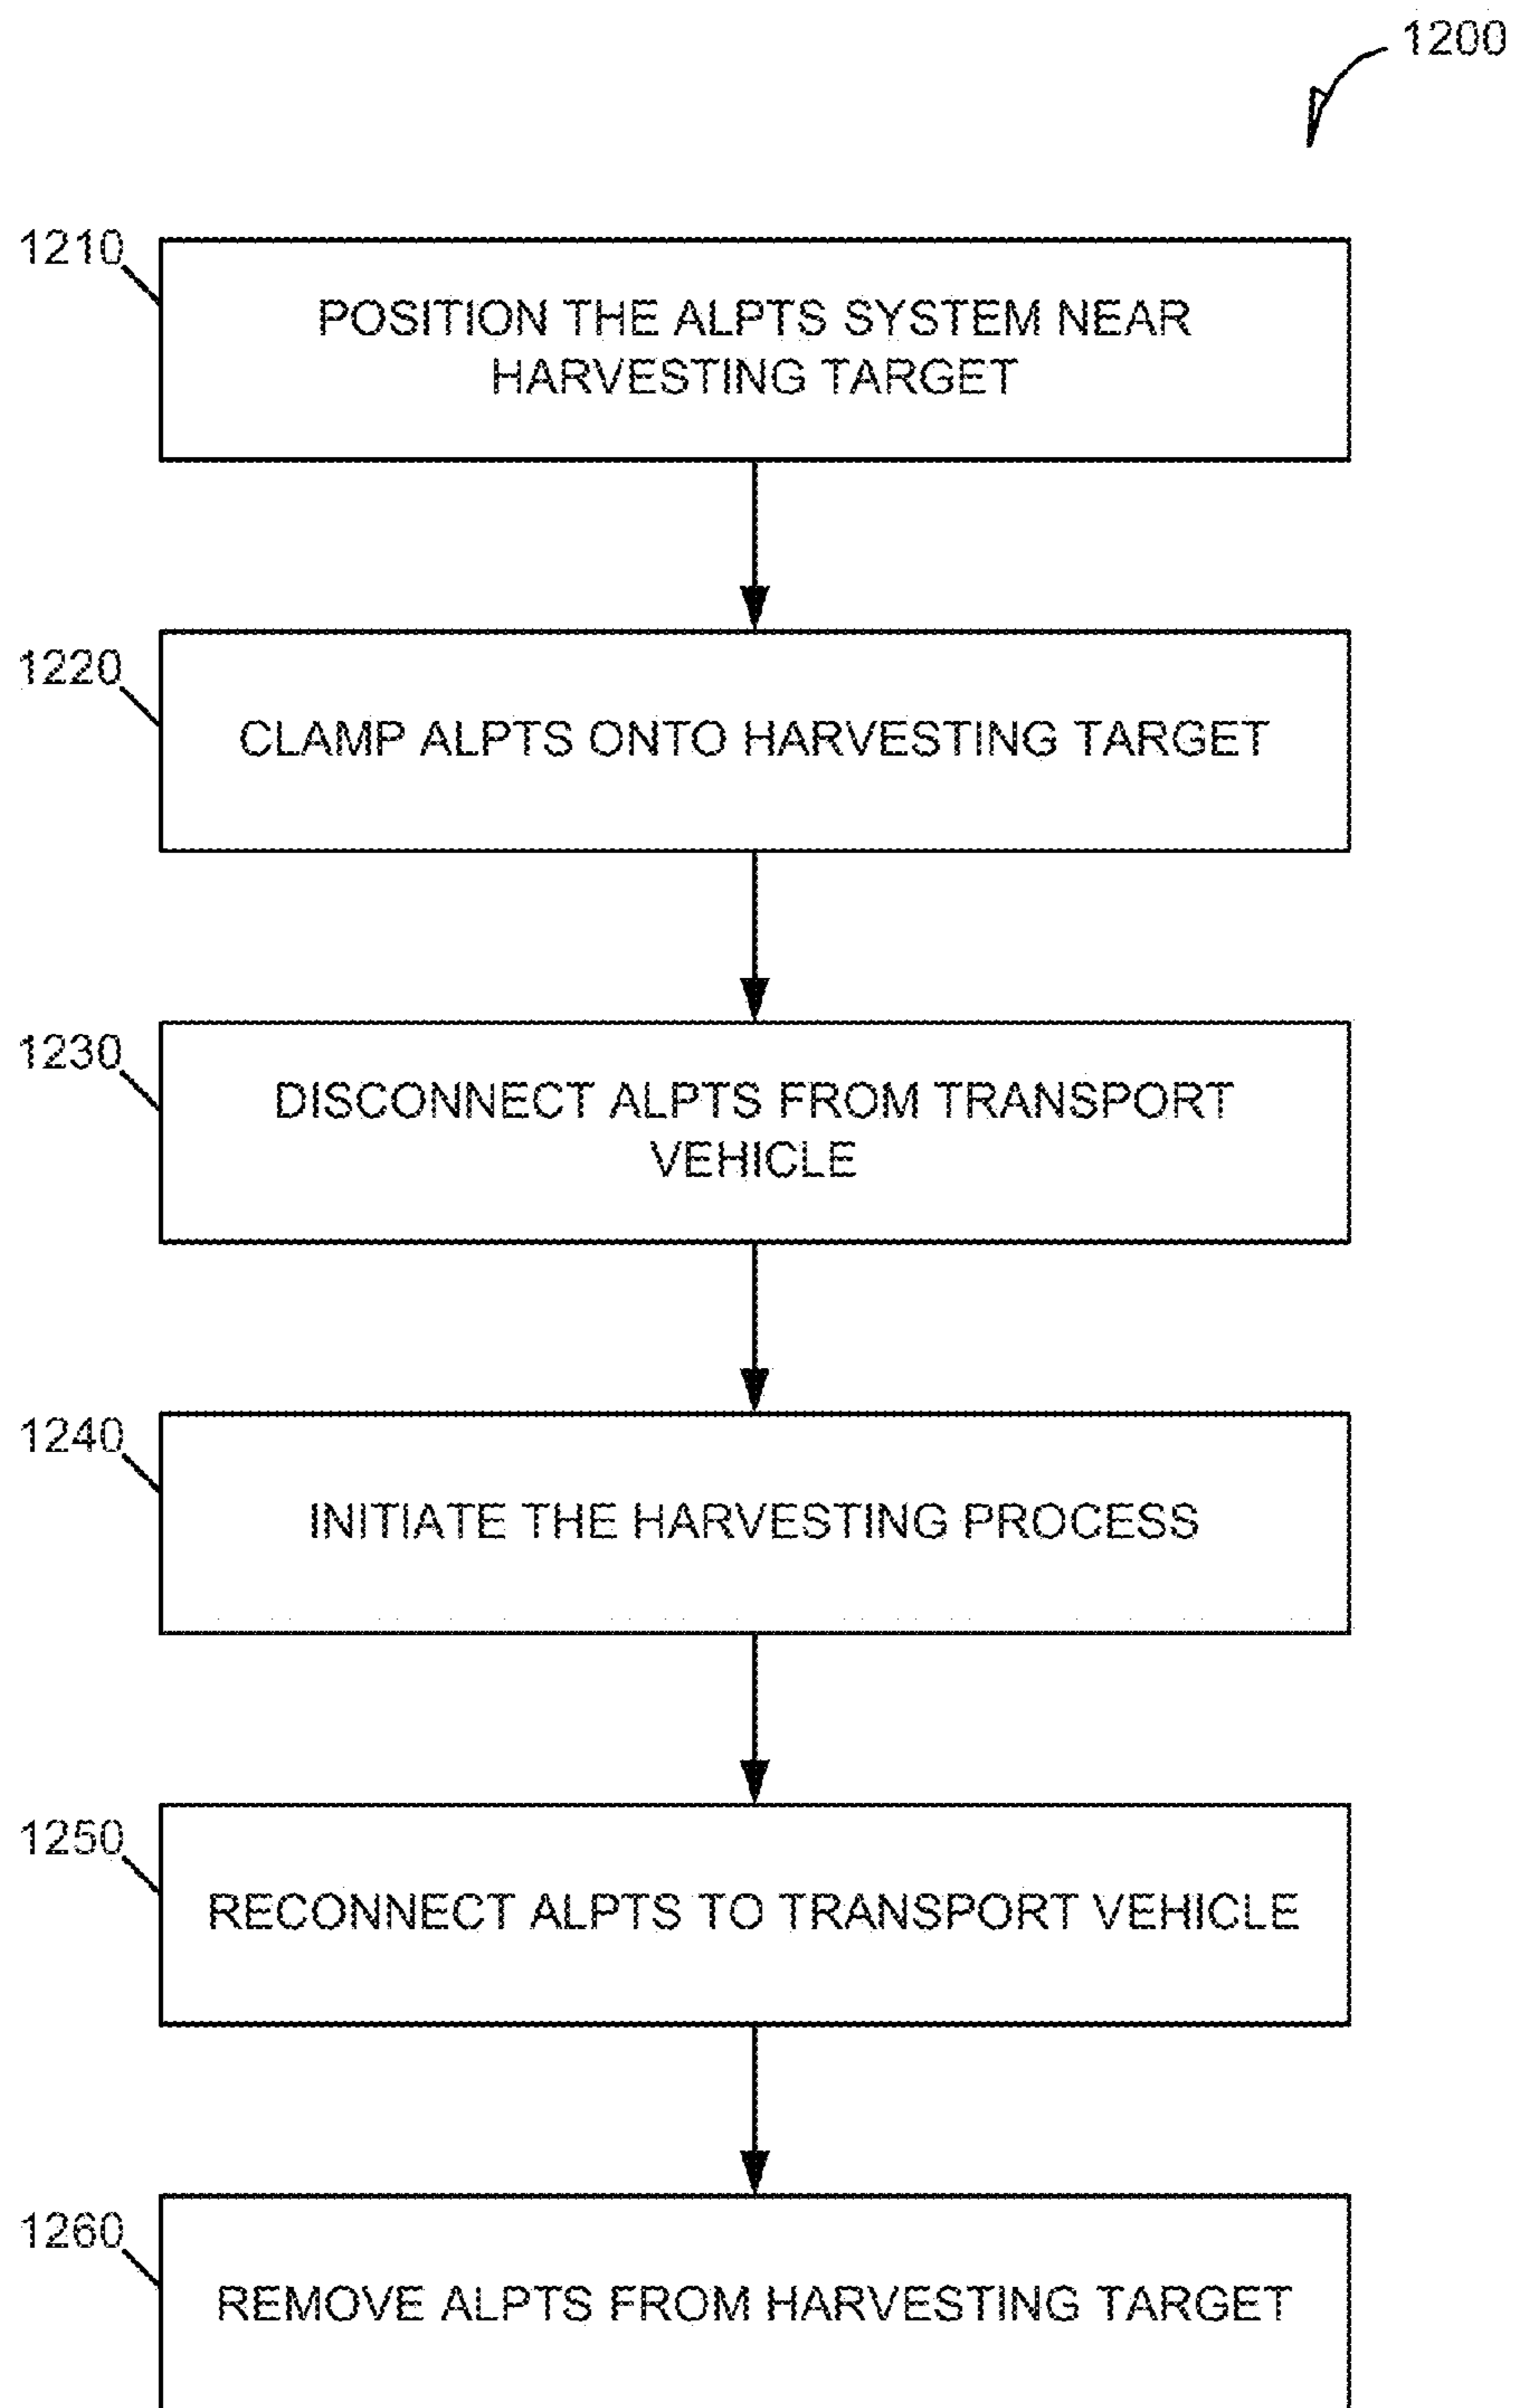 1200
1210
POSITION THE ALPTS SYSTEM NEAR
HARVESTING TARGET
1220
CLAMP ALPTS ONTO HARVESTING TARGET
1230
DISCONNECT ALPTS FROM TRANSPORT
VEHICLE
1240
INITIATE THE HARVESTING PROCESS
1250
RECONNECT ALPTS TO TRANSPORT VEHICLE
1260
REMOVE ALPTS FROM HARVESTING TARGET